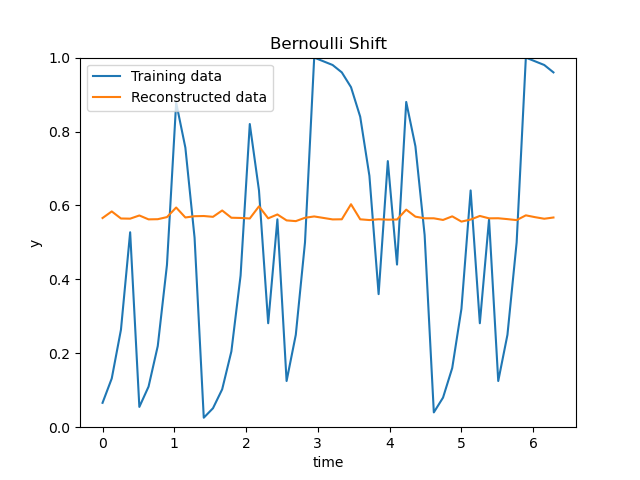 Bernoulli Shift
Training data
Reconstructed data
1.0
0.8
0.6
0.4
0.2
0.0
y
0 1 2 3 4 5 6
time